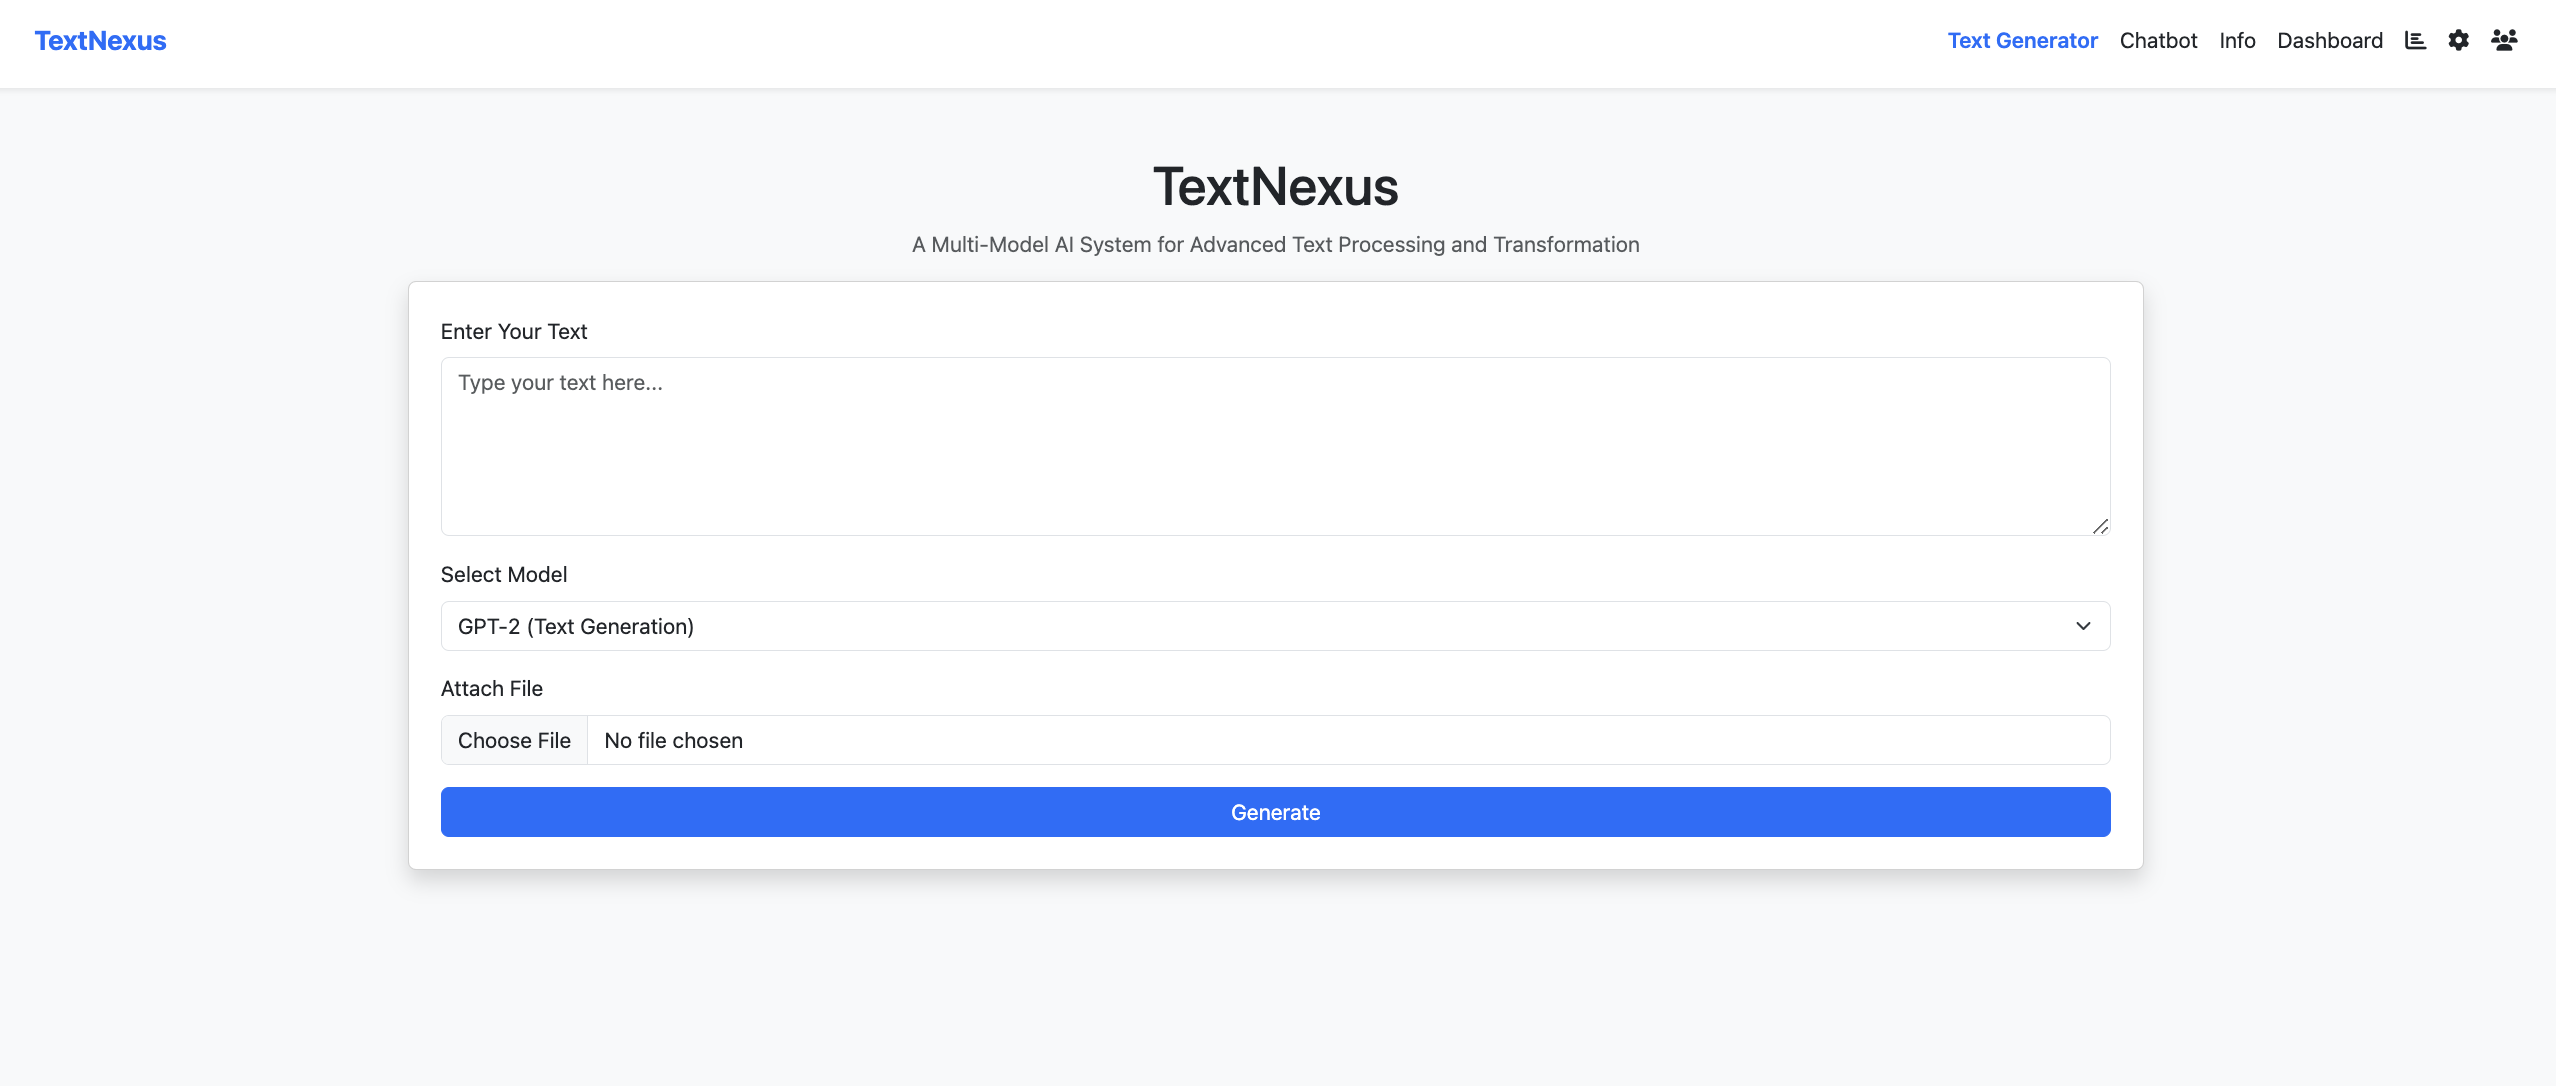 TextNexus
Text Generator Chatbot Info Dashboard
TextNexus
A Multi-Model AI System for Advanced Text Processing and Transformation
Enter Your Text
Type your text here...
Select Model
GPT-2 (Text Generation)
Attach File
Choose File No file chosen
Generate